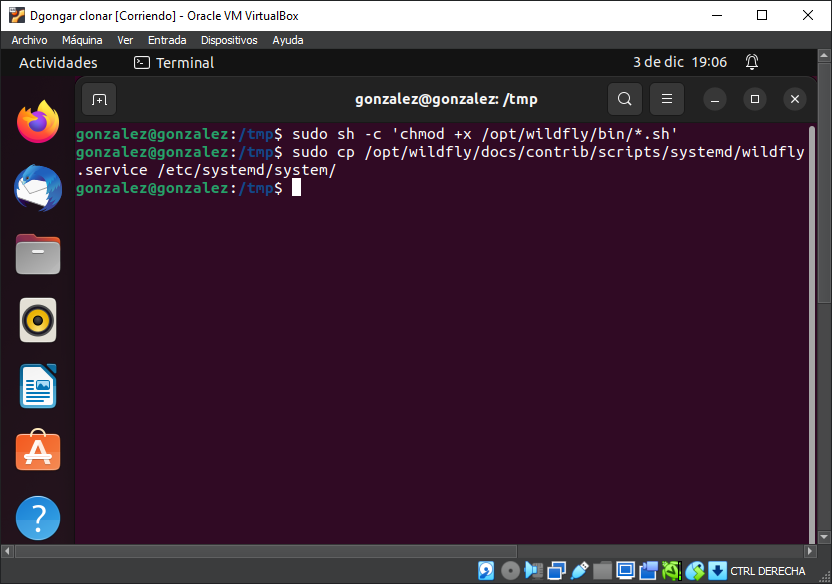 Dgongar clonar [Corriendo] - Oracle VM VirtualBox
Archivo Máquina Ver Entrada Dispositivos Ayuda
Actividades Terminal 3 de dic 19:06
gonzalez@gonzalez: /tmp
gonzalez@gonzalez:/tmp$ sudo sh -c 'chmod +x /opt/wildfly/bin/*.sh'
gonzalez@gonzalez:/tmp$ sudo cp /opt/wildfly/docs/contrib/scripts/systemd/wildfly
.service /etc/systemd/system/
gonzalez@gonzalez:/tmp$
CTRL DERECHA